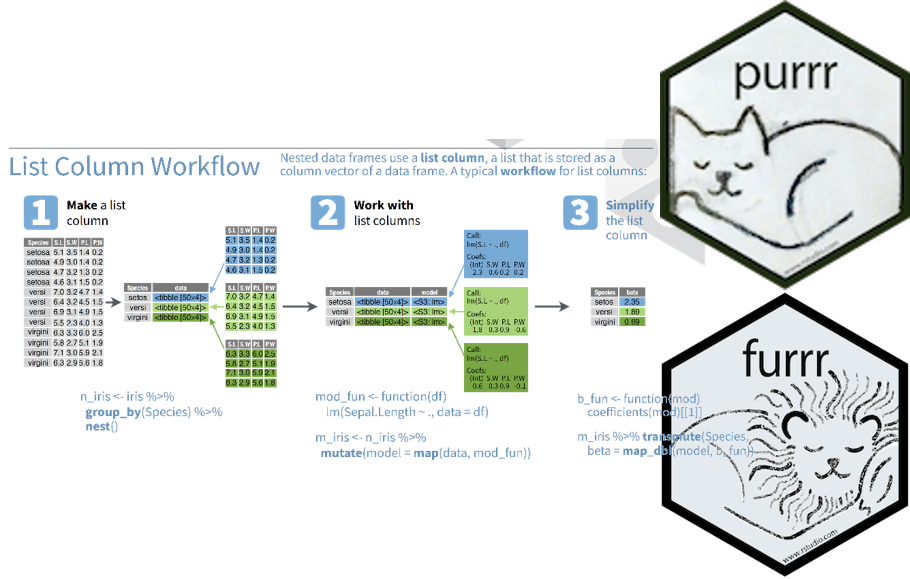 purrr
www.rstudio.com
List Column Workflow
Nested data frames use a list column, a list that is stored as a
column vector of a data frame. A typical workflow for list columns:
1 Make a list
column
Species S.L S.W P.L P.W
setosa 5.1 3.5 1.4 0.2
setosa 4.9 3.0 1.4 0.2
setosa 4.7 3.2 1.3 0.2
setosa 4.6 3.1 1.5 0.2
versi 7.0 3.2 4.7 1.4
versi 6.4 3.2 4.5 1.5
versi 6.9 3.1 4.9 1.5
versi 5.5 2.3 4.0 1.3
virgini 6.3 3.3 6.0 2.5
virgini 5.8 2.7 5.1 1.9
virgini 7.1 3.0 5.9 2.1
virgini 6.3 2.9 5.6 1.8
Species data
setos <tibble [50x4]>
versi <tibble [50x4]>
virgini <tibble [50x4]>
S.L S.W P.L P.W
5.1 3.5 1.4 0.2
4.9 3.0 1.4 0.2
4.7 3.2 1.3 0.2
4.6 3.1 1.5 0.2
S.L S.W P.L P.W
7.0 3.2 4.7 1.4
6.4 3.2 4.5 1.5
6.9 3.1 4.9 1.5
5.5 2.3 4.0 1.3
S.L S.W P.L P.W
6.3 3.3 6.0 2.5
5.8 2.7 5.1 1.9
7.1 3.0 5.9 2.1
6.3 2.9 5.6 1.8
n_iris <- iris %>%
group_by(Species) %>%
nest()
2 Work with
list columns
Species data model
setosa <tibble [50x4]> <S3: lm>
versi <tibble [50x4]> <S3: lm>
virgini <tibble [50x4]> <S3: lm>
Call:
lm(S.L ~ ., df)
Coefs:
(Int) S.W P.L P.W
2.3 0.6 0.2 0.2
Call:
lm(S.L ~ ., df)
Coefs:
(Int) S.W P.L P.W
1.8 0.3 0.9 -0.6
Call:
lm(S.L ~ ., df)
Coefs:
(Int) S.W P.L P.W
0.6 0.3 0.9 -0.1
mod_fun <- function(df)
lm(Sepal.Length ~ ., data = df)
m_iris <- n_iris %>%
mutate(model = map(data, mod_fun))
3 Simplify
the list
column
Species beta
setos 2.35
versi 1.89
virgini 0.69
b_fun <- function(mod)
coefficients(mod)[[1]]
m_iris %>% transmute(Species,
beta = map_dbl(model, b_fun))
furrr
www.rstudio.com